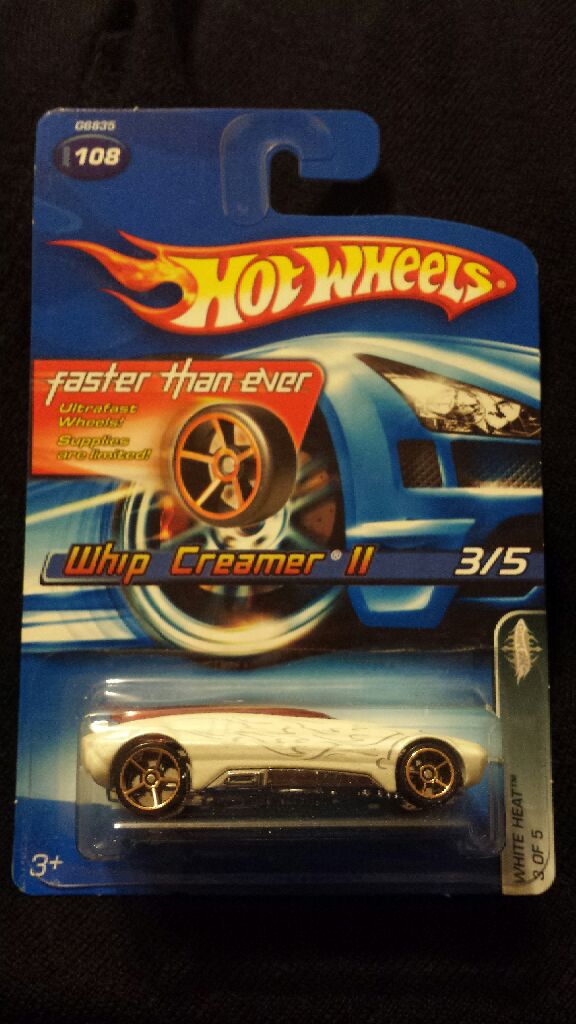 G6835
108
HOT WHEELS®
faster than ever
Ultrafast
Wheels!
Supplies
are limited!
Whip Creamer® II 3/5
WHITE HEAT™
3 OF 5
3+